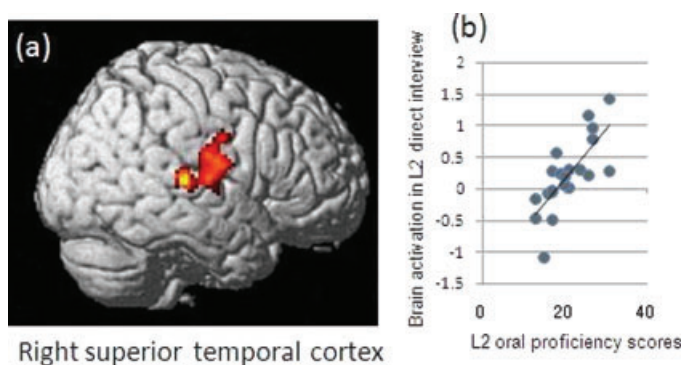 (a)
Right superior temporal cortex
(b)
Brain activation in L2 direct interview
2
1.5
1
0.5
0
-0.5
-1
-1.5
0
20
40
L2 oral proficiency scores